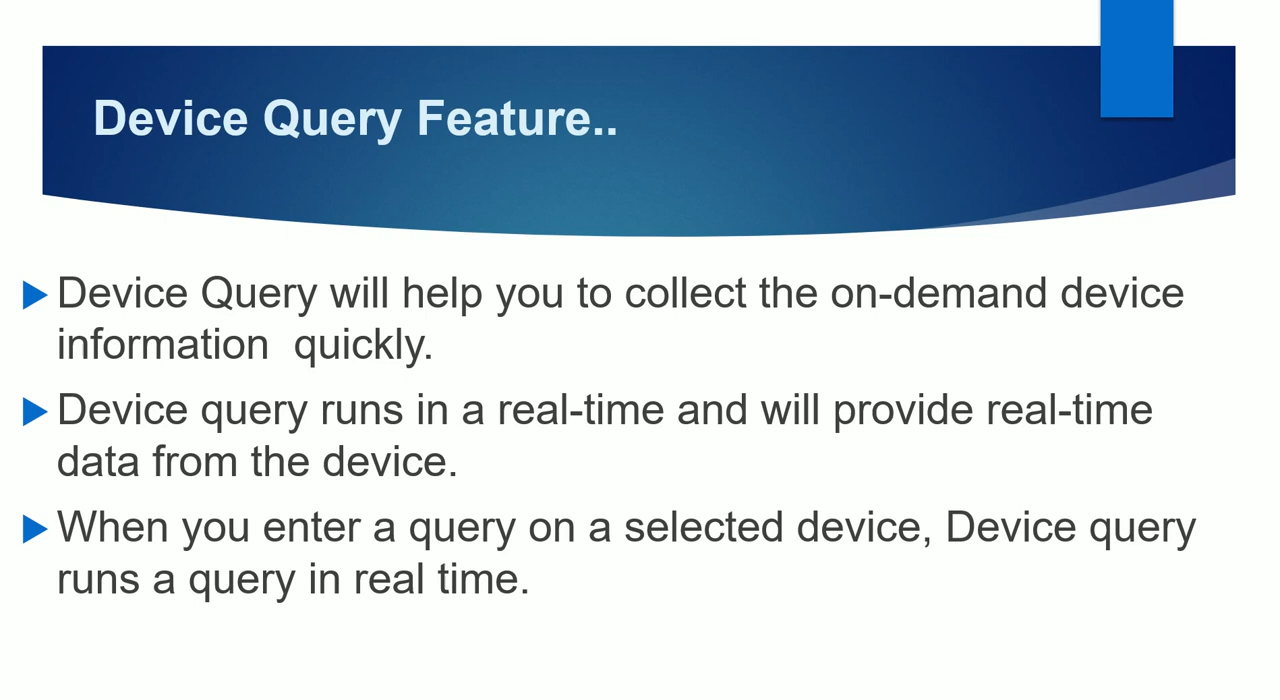 Device Query Feature..
Device Query will help you to collect the on-demand device
information  quickly.
Device query runs in a real-time and will provide real-time
data from the device.
When you enter a query on a selected device, Device query
runs a query in real time.